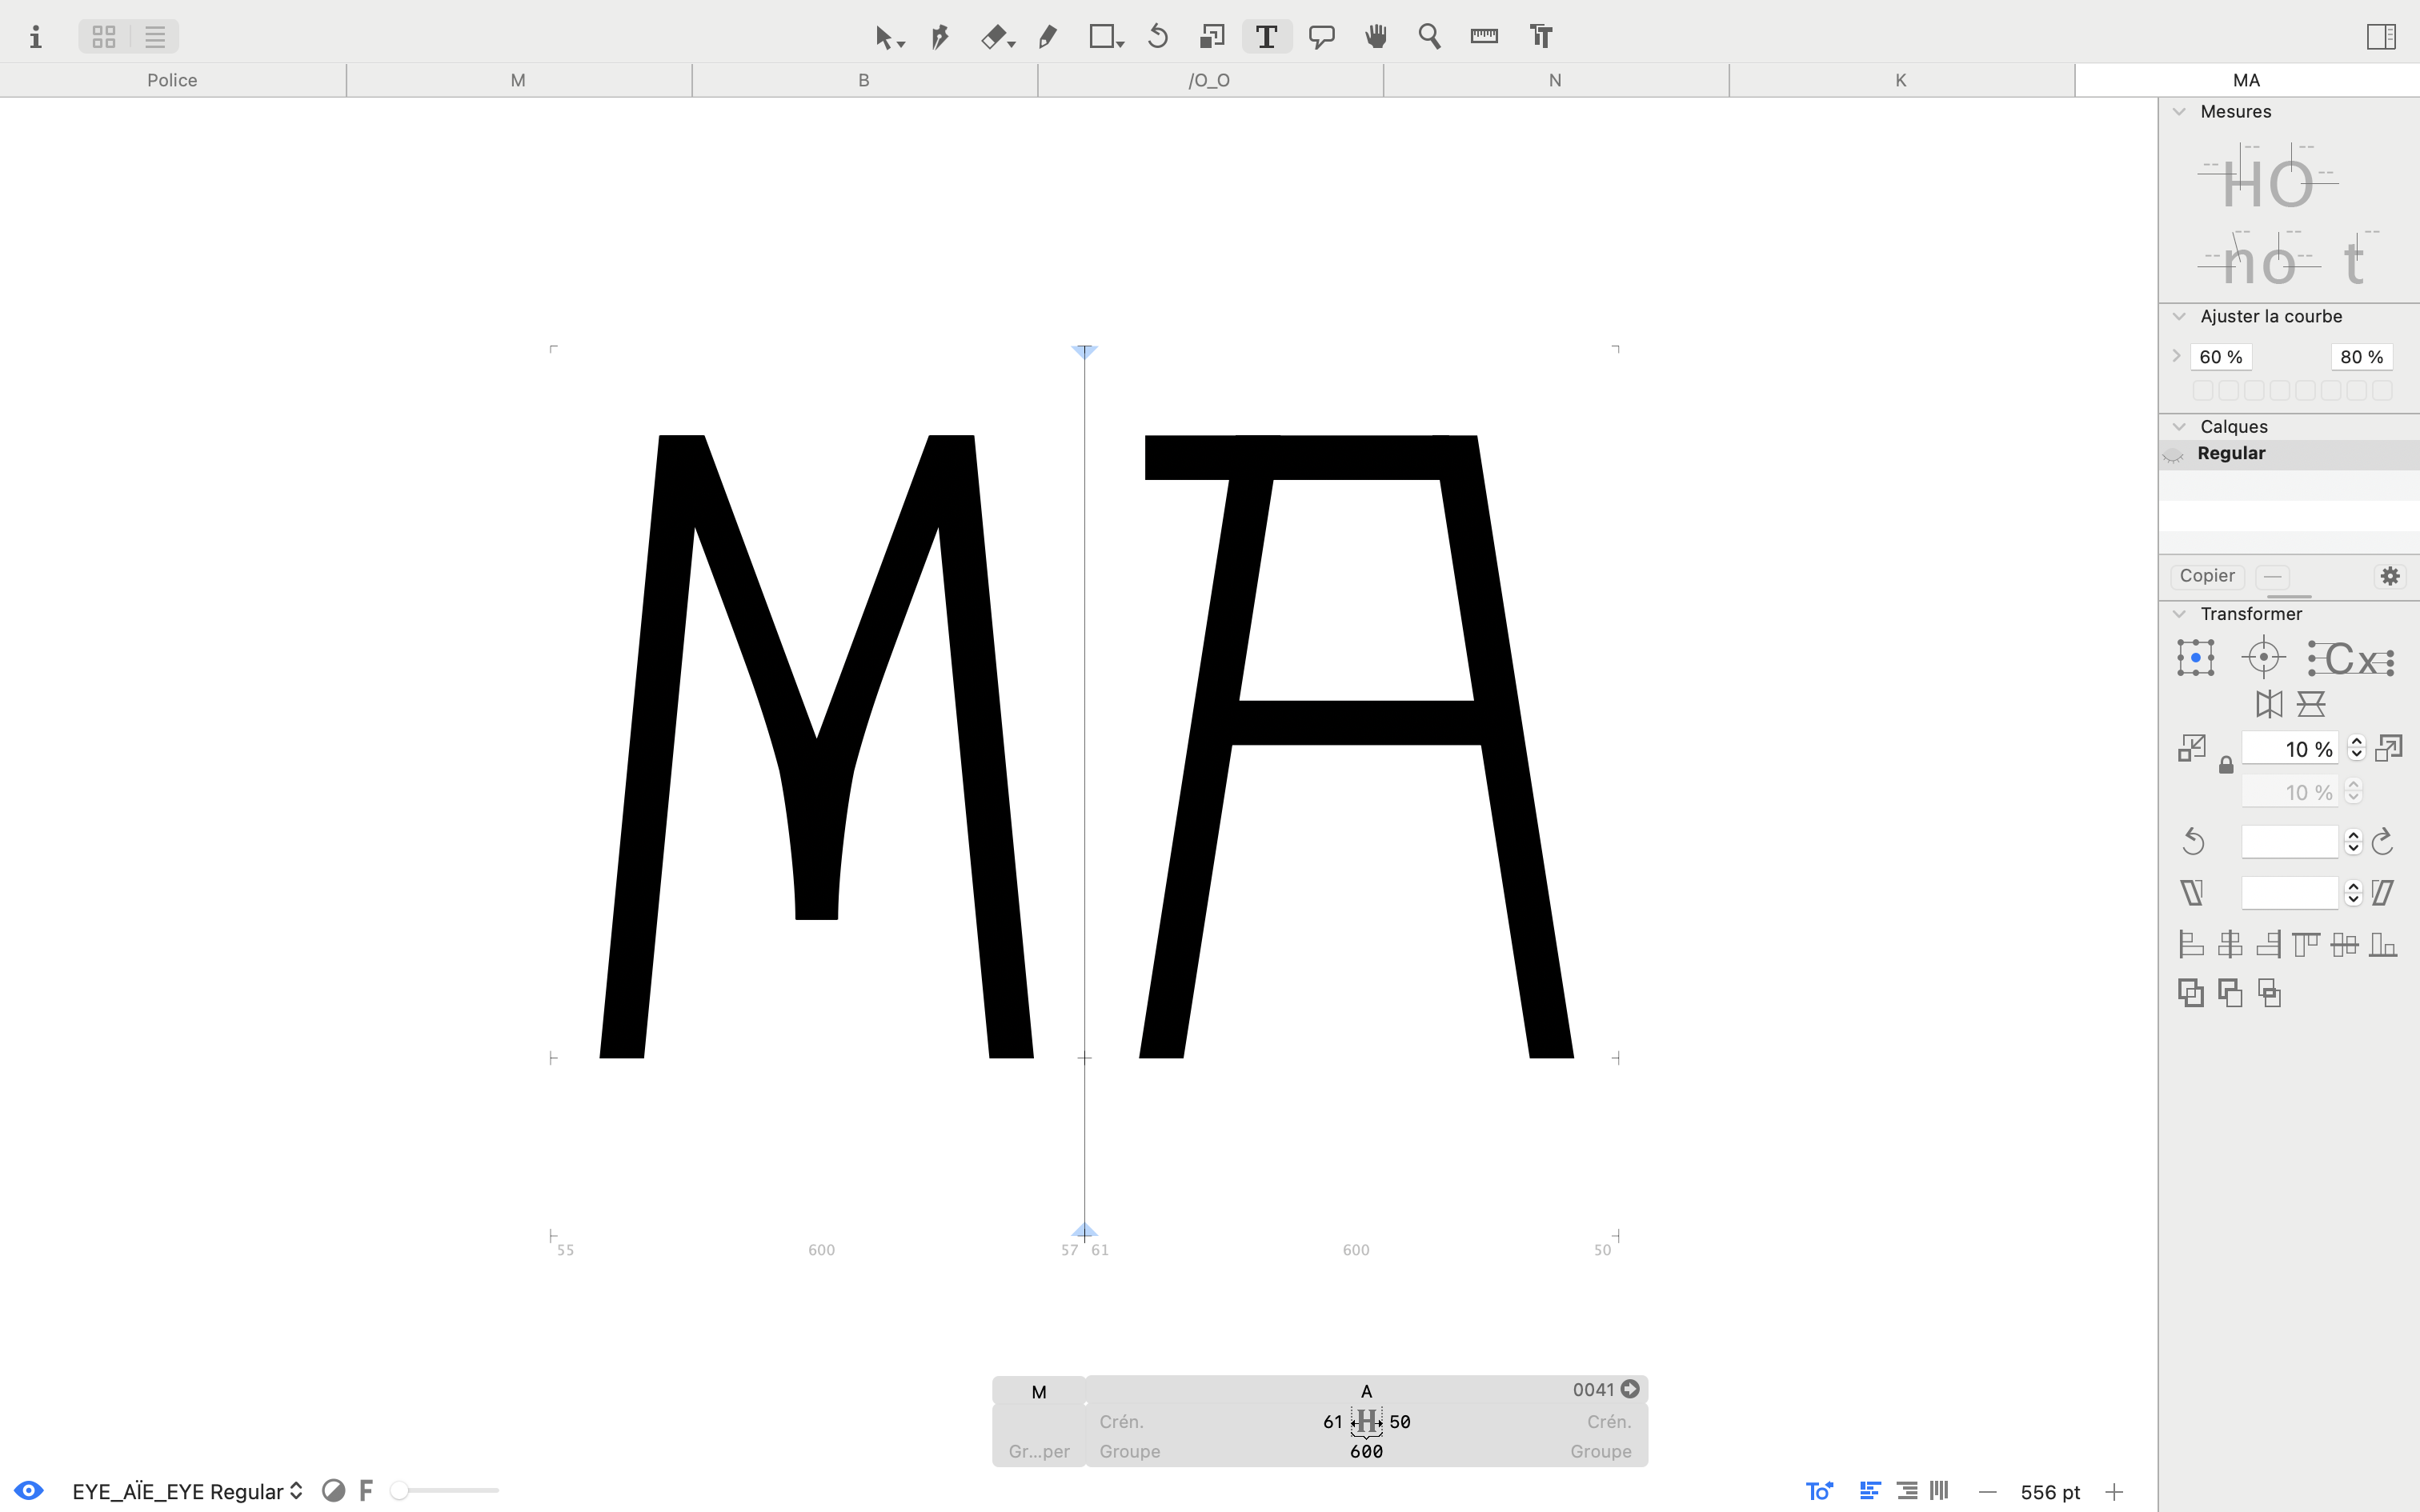 Police M B /O_O N K MA
Mesures
HO
no t
Ajuster la courbe
60 % 80 %
Calques
Regular
Copier
Transformer
Cx
10 %
10 %
MA
55 600 57 61 600 50
M A 0041
Crén. 61 H 50 Crén.
Gr...per Groupe 600 Groupe
EYE_AÏE_EYE Regular F To 556 pt